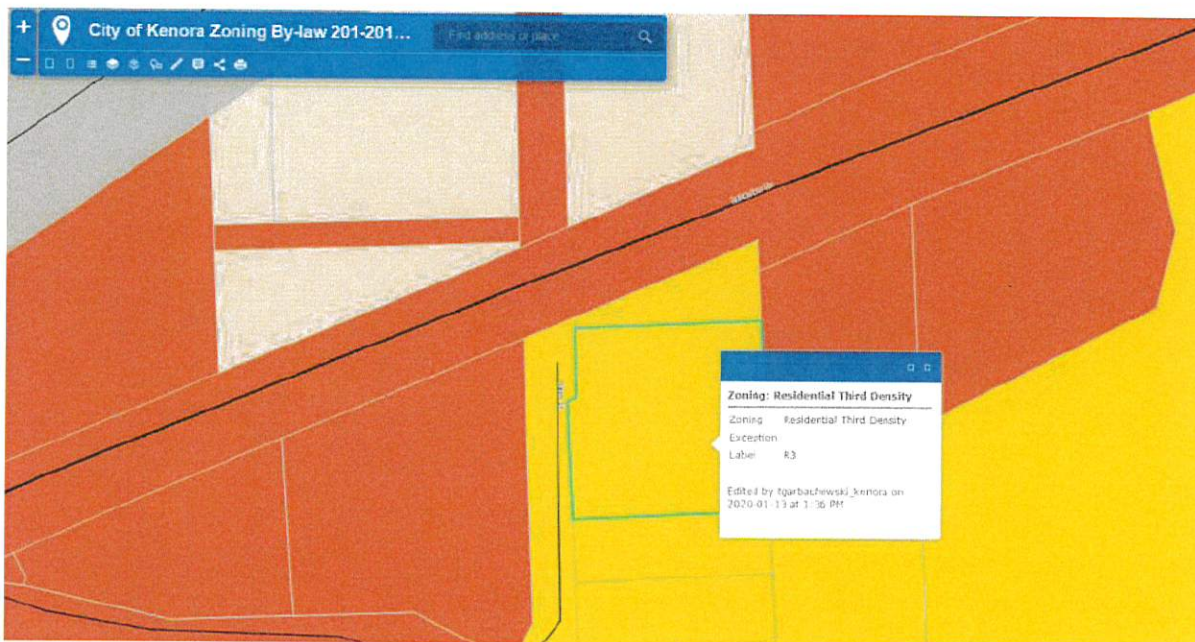 City of Kenora Zoning By-law 201-201...
Find address or place
Zoning: Residential Third Density
Zoning Residential Third Density
Exception
Label R3
Edited by tgarbachewski_kenora on
2020-01-13 at 1:36 PM